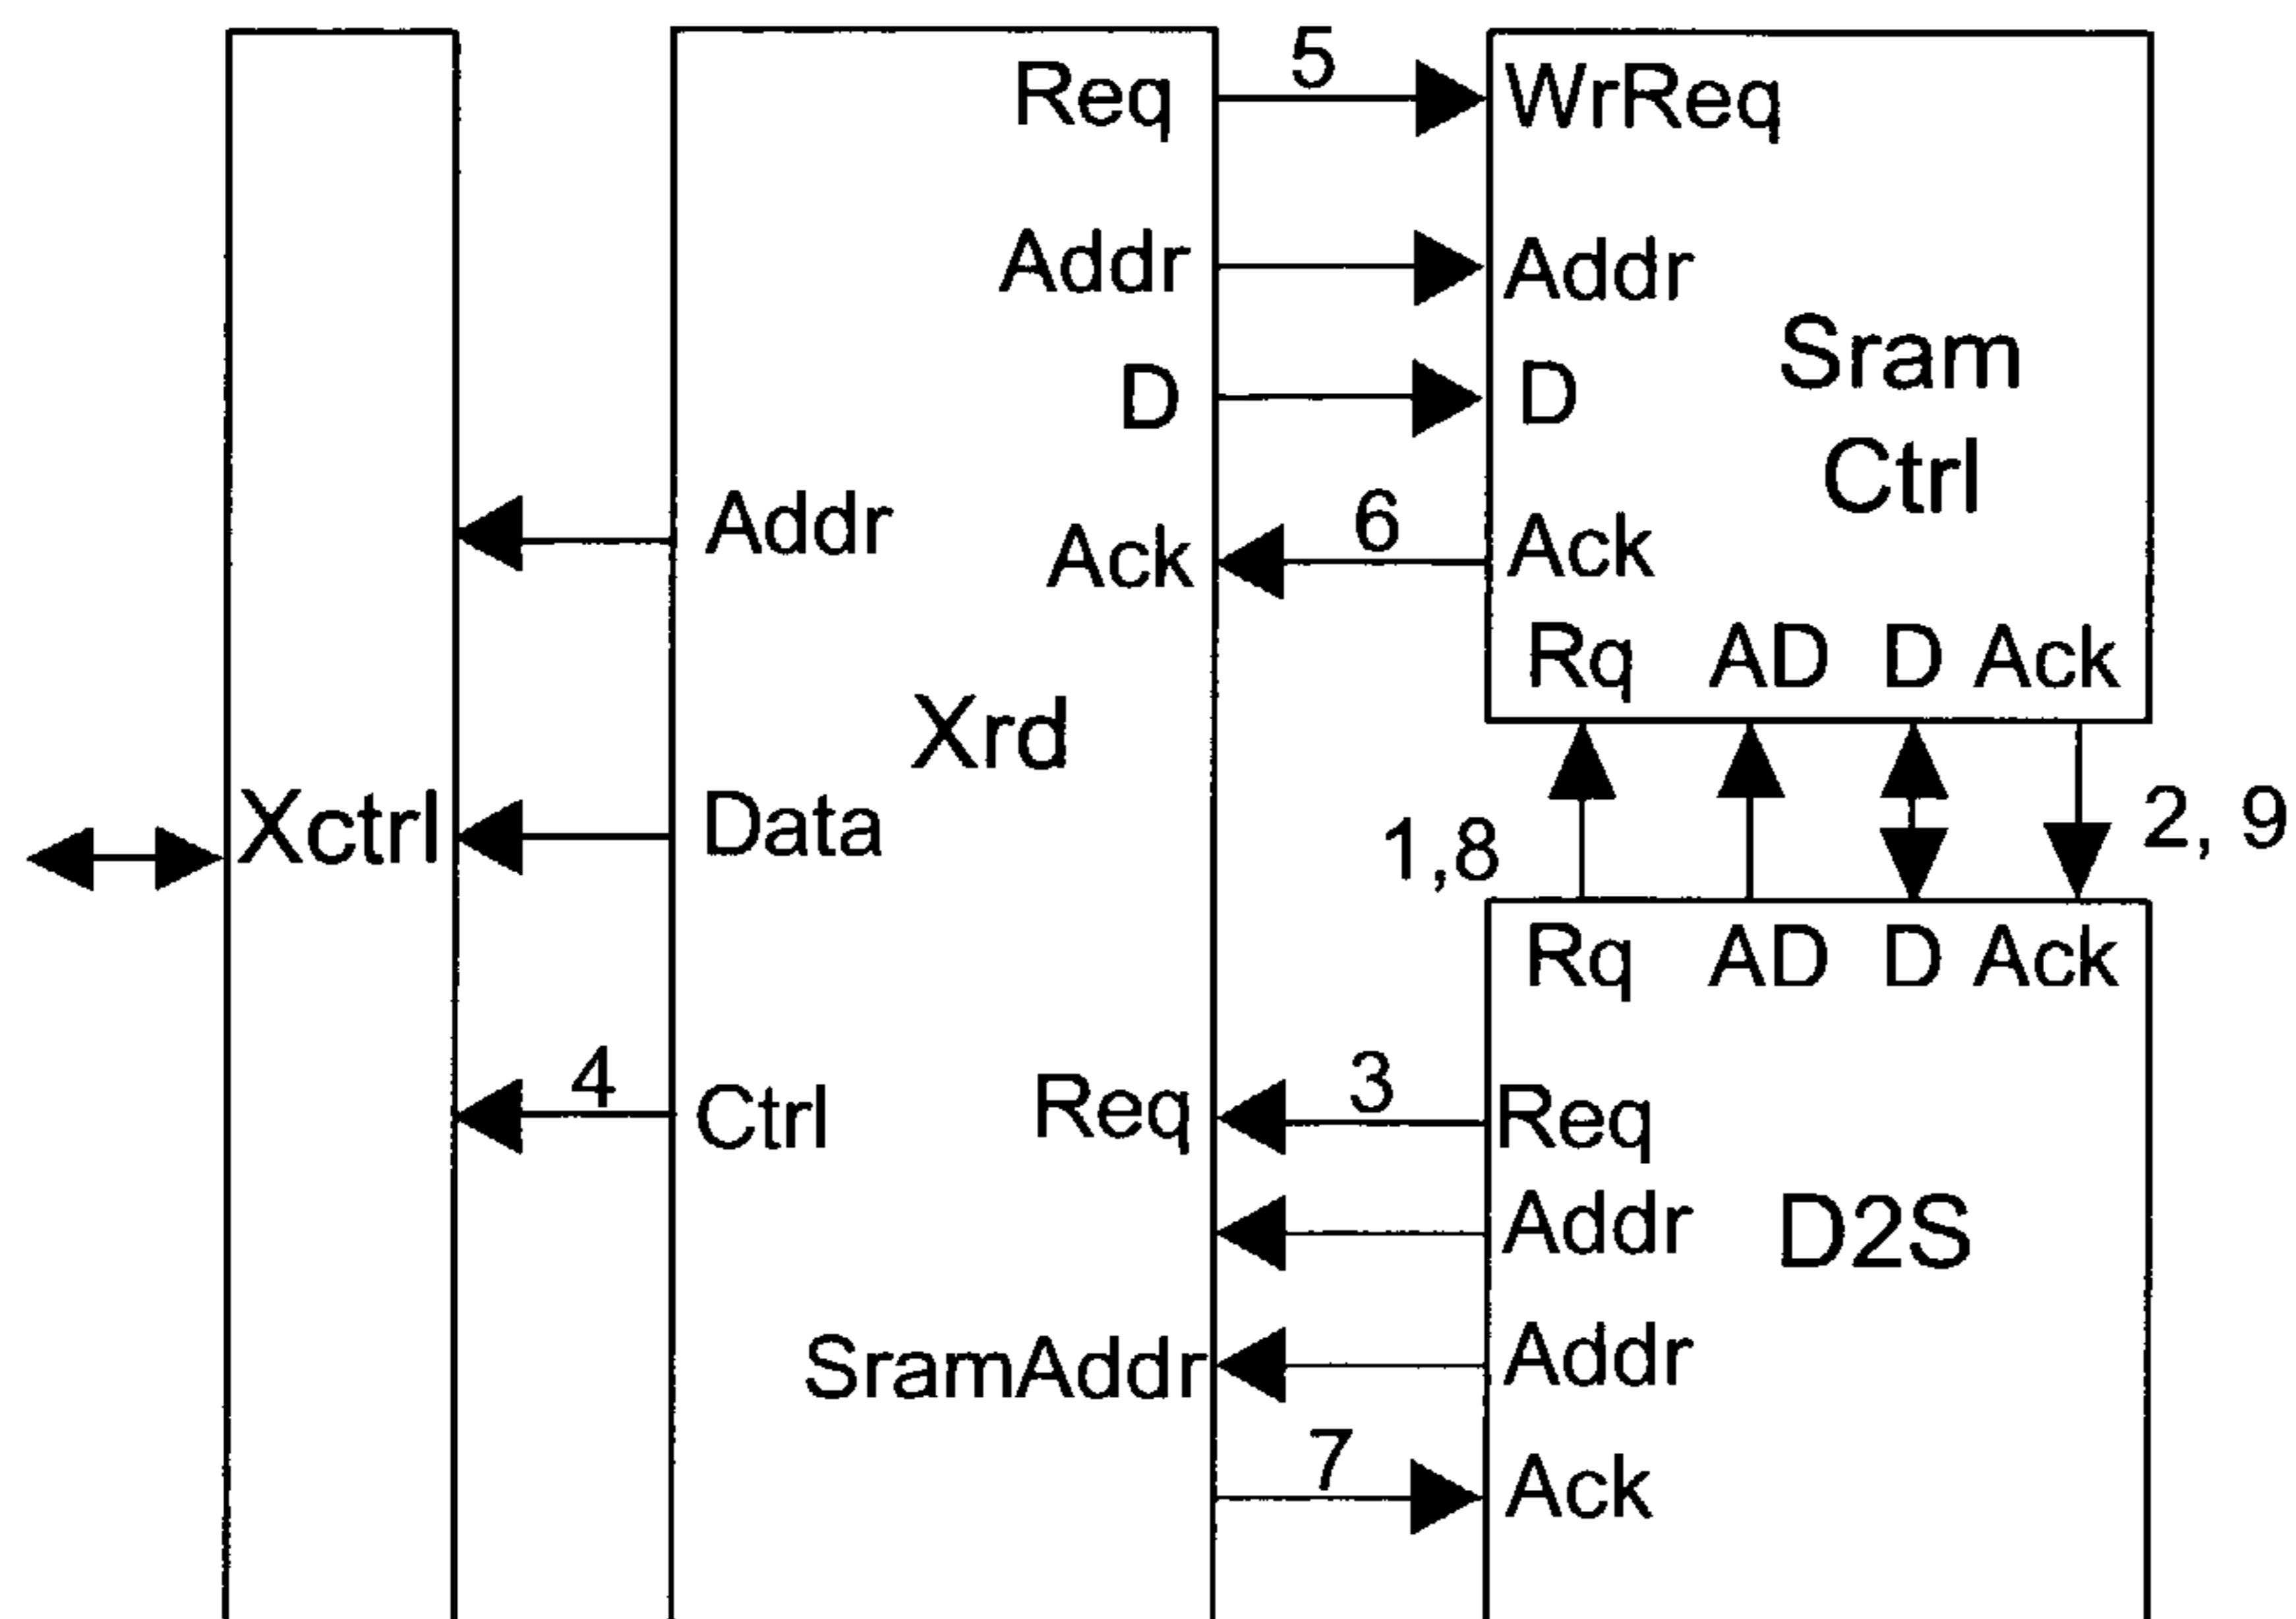 5
Req
WrReq
Addr
Addr
D
D
Sram
Ctrl
Addr
Ack
6
Ack
Rq AD D Ack
Xrd
Xctrl
Data
1,8
2, 9
Rq AD D Ack
4
Ctrl
Req
3
Req
Addr
D2S
SramAddr
Addr
7
Ack